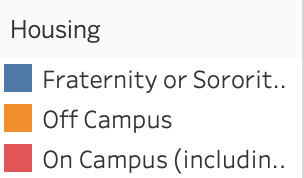 Housing
Fraternity or Sororit..
Off Campus
On Campus (includin..